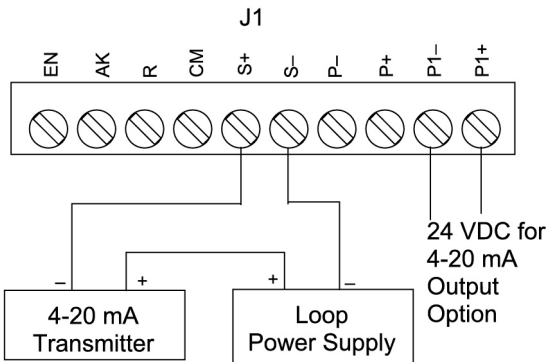 J1
EN AK R CM S+ S– P– P+ P1– P1+
24 VDC for
4-20 mA
Output
Option
– + + –
4-20 mA
Transmitter
Loop
Power Supply